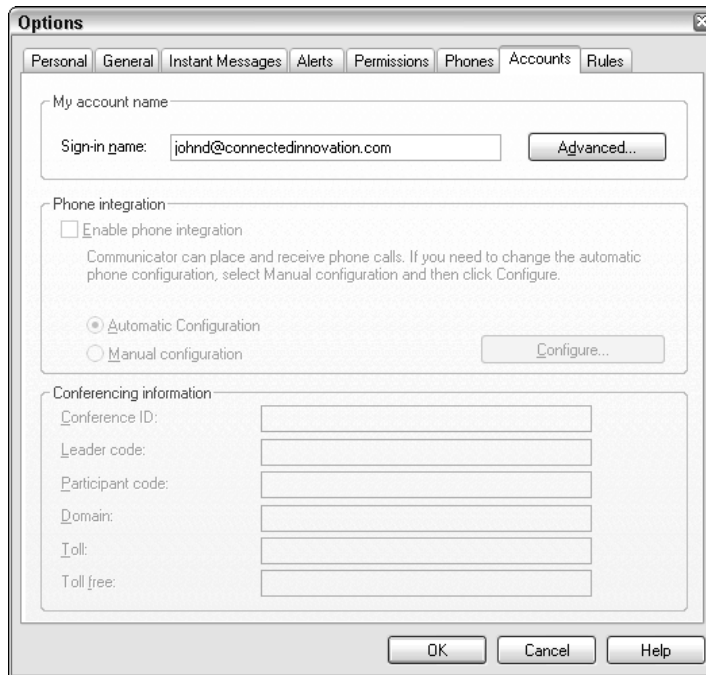 Options
Personal General Instant Messages Alerts Permissions Phones Accounts Rules
My account name
Sign-in name: johnd@connectedinnovation.com Advanced...
Phone integration
Enable phone integration
Communicator can place and receive phone calls. If you need to change the automatic
phone configuration, select Manual configuration and then click Configure.
Automatic Configuration
Manual configuration Configure...
Conferencing information
Conference ID:
Leader code:
Participant code:
Domain:
Toll:
Toll free:
OK Cancel Help